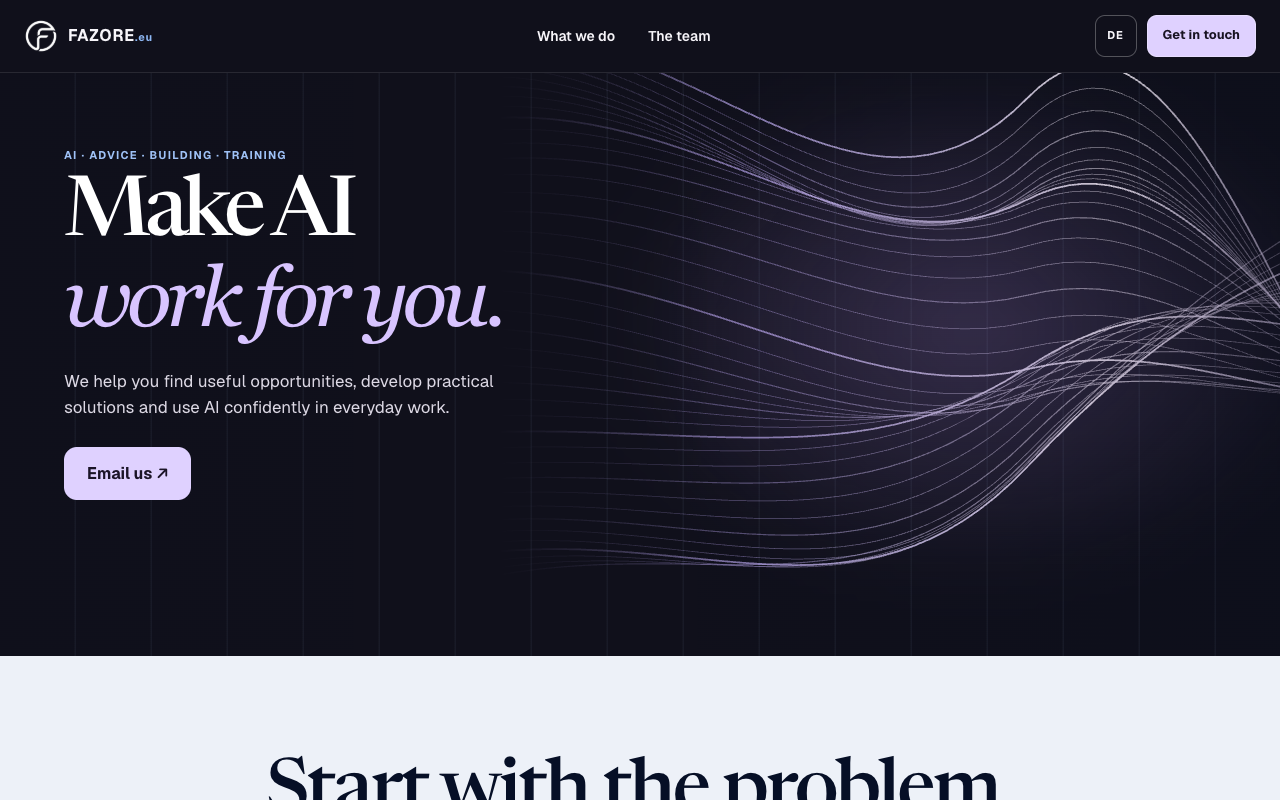 FAZORE.eu
What we do
The team
DE
Get in touch
AI · ADVICE · BUILDING · TRAINING
Make AI
work for you.
We help you find useful opportunities, develop practical
solutions and use AI confidently in everyday work.
Email us ↗
Start with the problem